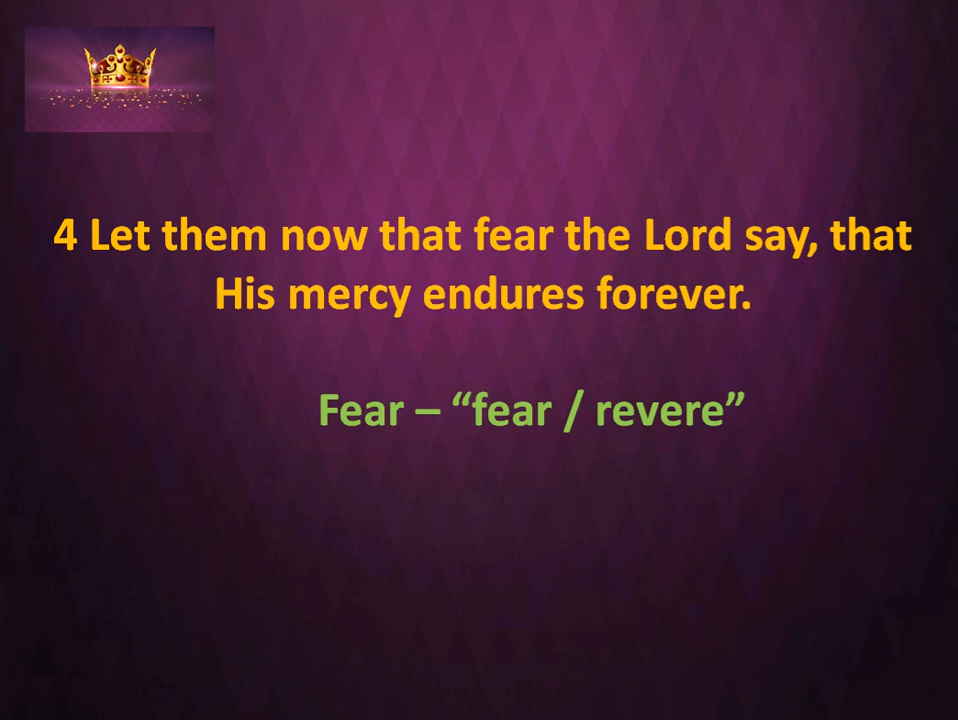 4 Let them now that fear the Lord say, that
His mercy endures forever.
Fear – “fear / revere”